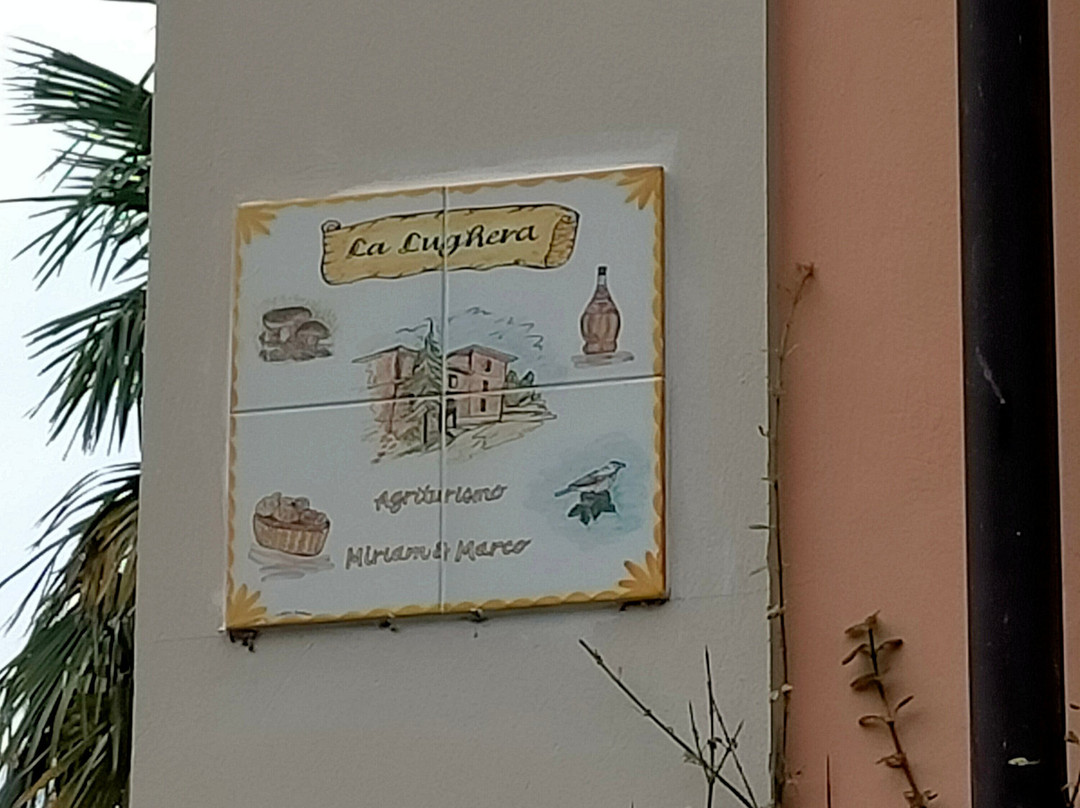 La Lughera
Agriturismo
Miriam & Marco